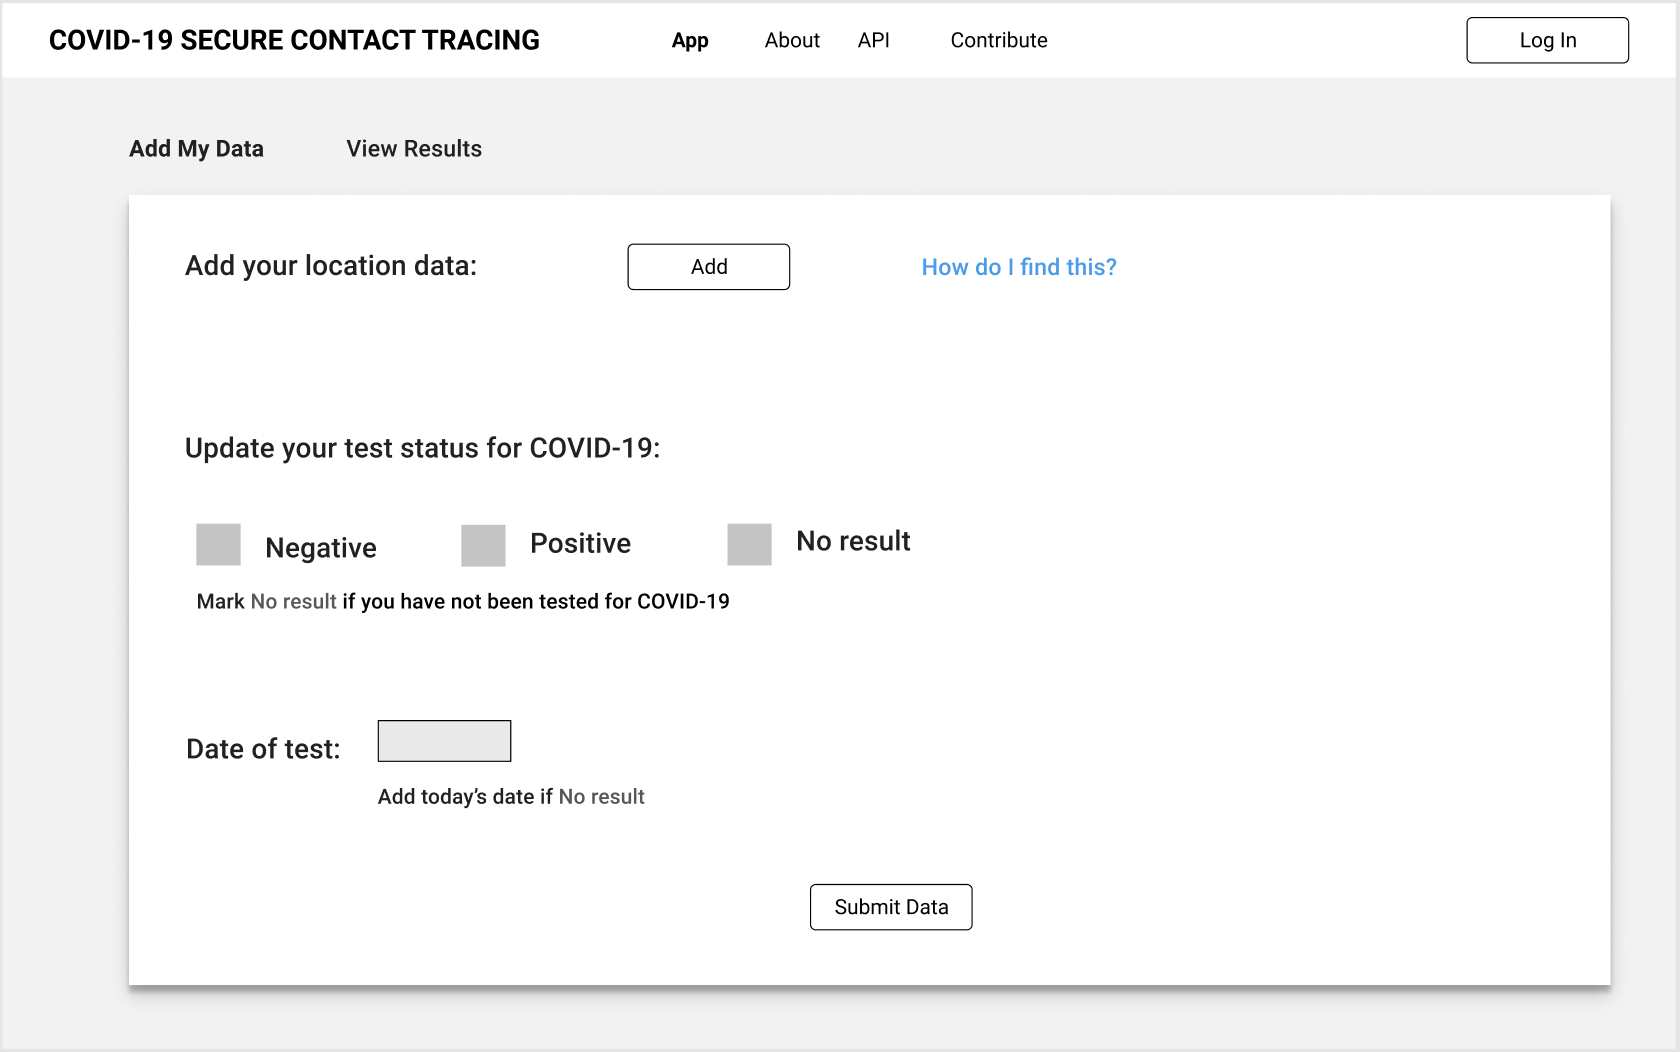 COVID-19 SECURE CONTACT TRACING App About API Contribute Log In
Add My Data View Results
Add your location data: Add How do I find this?
Update your test status for COVID-19:
Negative Positive No result
Mark No result if you have not been tested for COVID-19
Date of test:
Add today’s date if No result
Submit Data